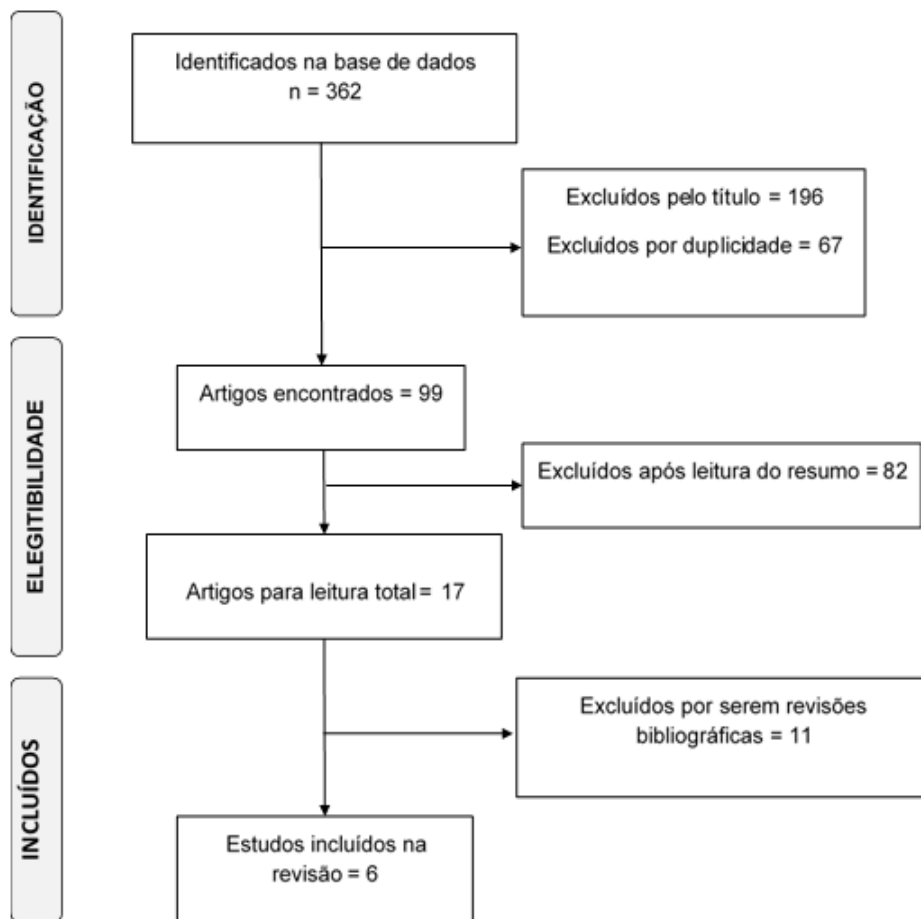 IDENTIFICAÇÃO
Identificados na base de dados
n = 362
Excluídos pelo título = 196
Excluídos por duplicidade = 67
ELEGITIBILIDADE
Artigos encontrados = 99
Excluídos após leitura do resumo = 82
Artigos para leitura total = 17
INCLUÍDOS
Excluídos por serem revisões
bibliográficas = 11
Estudos incluídos na
revisão = 6